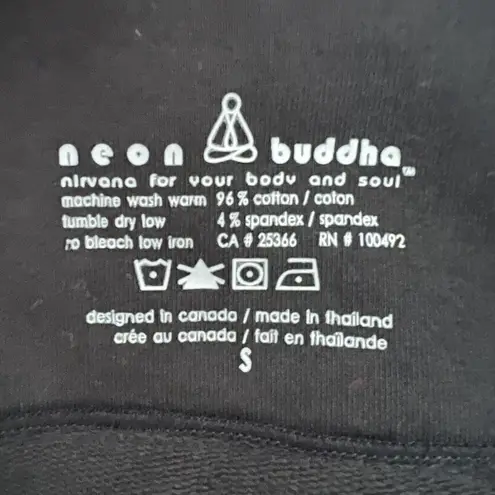 neon buddha
nirvana for your body and soul™
machine wash warm 96% cotton / coton
tumble dry low 4% spandex / spandex
no bleach low iron CA # 25366 RN # 100492
designed in canada / made in thailand
crée au canada / fait en thaïlande
S